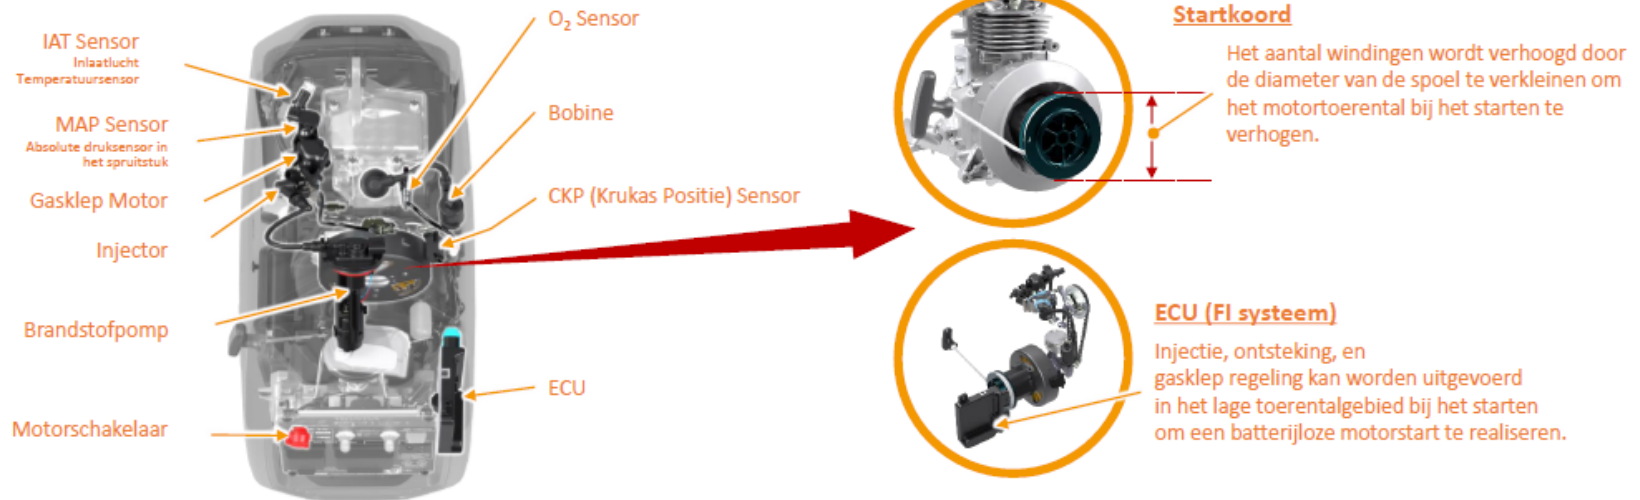 IAT Sensor
Inlaatlucht
Temperatuursensor
MAP Sensor
Absolute druksensor in
het spruitstuk
Gasklep Motor
Injector
Brandstofpomp
Motorschakelaar
O₂ Sensor
Bobine
CKP (Krukas Positie) Sensor
ECU
Startkoord
Het aantal windingen wordt verhoogd door
de diameter van de spoel te verkleinen om
het motortoerental bij het starten te
verhogen.
ECU (FI systeem)
Injectie, ontsteking, en
gasklep regeling kan worden uitgevoerd
in het lage toerentalgebied bij het starten
om een batterijloze motorstart te realiseren.